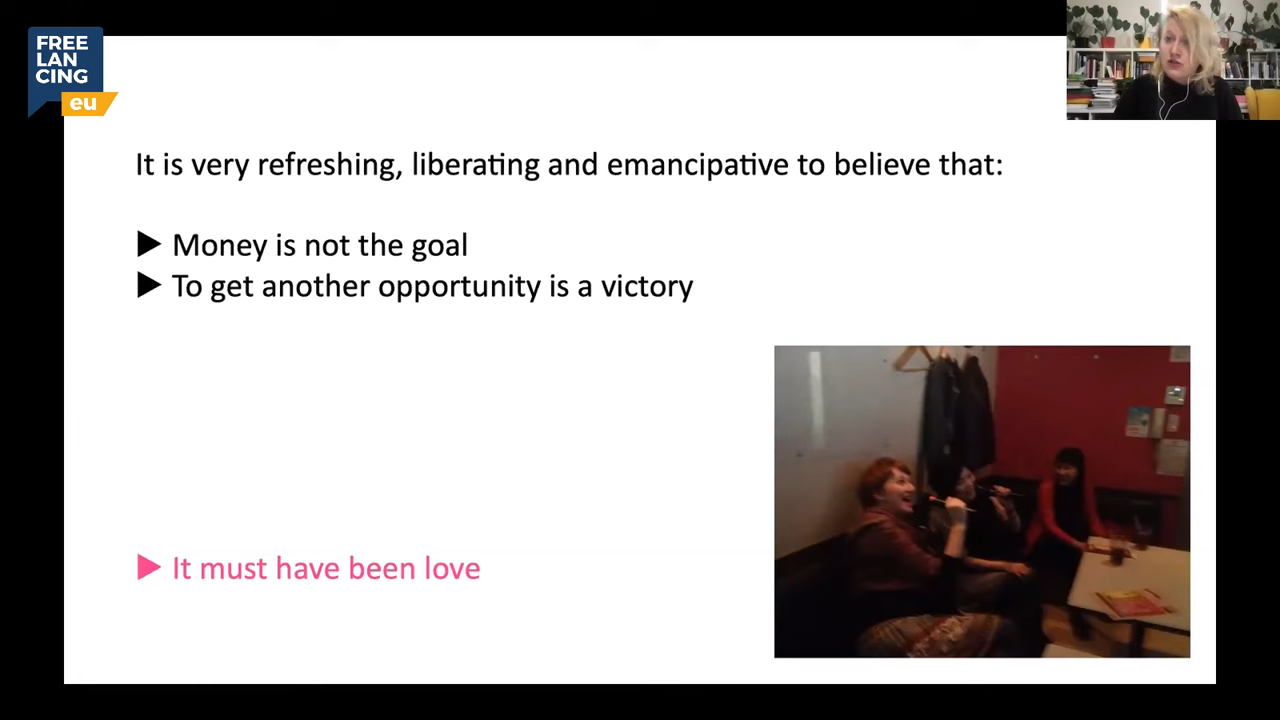 FREE
LAN
CING
eu
It is very refreshing, liberating and emancipative to believe that:
▶ Money is not the goal
▶ To get another opportunity is a victory
▶ It must have been love